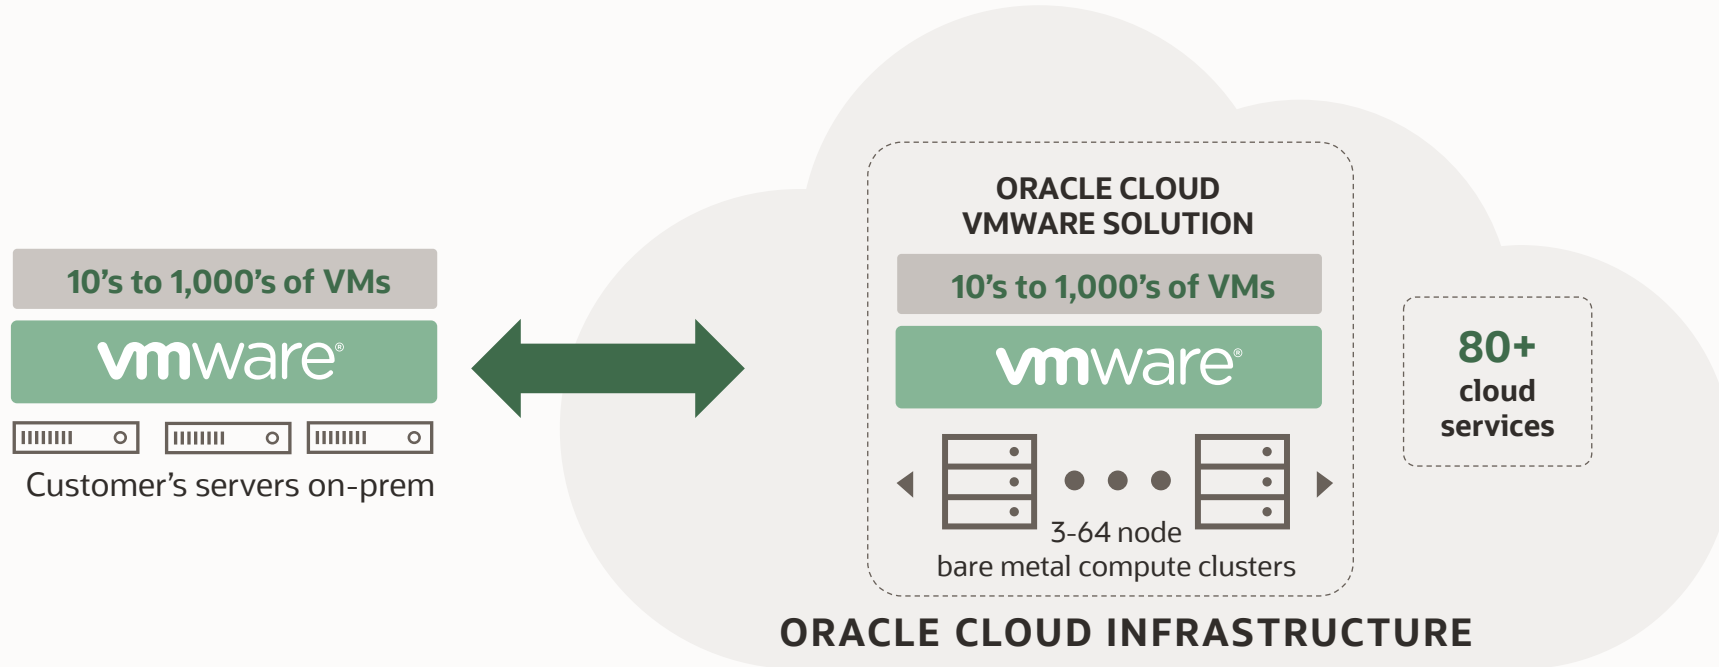 10's to 1,000's of VMs
vmware®
Customer's servers on-prem
ORACLE CLOUD
VMWARE SOLUTION
10's to 1,000's of VMs
vmware®
3-64 node
bare metal compute clusters
80+
cloud
services
ORACLE CLOUD INFRASTRUCTURE